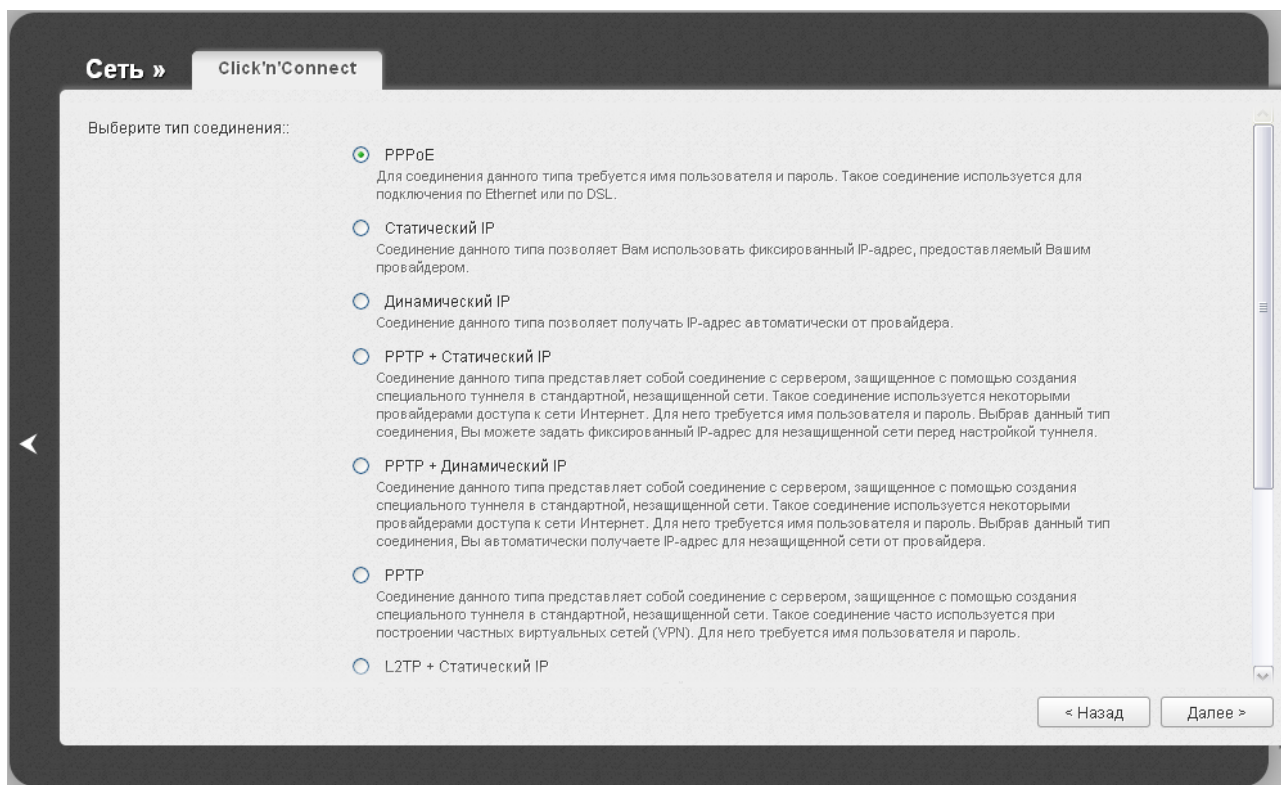 Сеть »
Click'n'Connect
Выберите тип соединения::
PPPoE
Для соединения данного типа требуется имя пользователя и пароль. Такое соединение используется для
подключения по Ethernet или по DSL.
Статический IP
Соединение данного типа позволяет Вам использовать фиксированный IP-адрес, предоставляемый Вашим
провайдером.
Динамический IP
Соединение данного типа позволяет получать IP-адрес автоматически от провайдера.
PPTP + Статический IP
Соединение данного типа представляет собой соединение с сервером, защищенное с помощью создания
специального туннеля в стандартной, незащищенной сети. Такое соединение используется некоторыми
провайдерами доступа к сети Интернет. Для него требуется имя пользователя и пароль. Выбрав данный тип
соединения, Вы можете задать фиксированный IP-адрес для незащищенной сети перед настройкой туннеля.
PPTP + Динамический IP
Соединение данного типа представляет собой соединение с сервером, защищенное с помощью создания
специального туннеля в стандартной, незащищенной сети. Такое соединение используется некоторыми
провайдерами доступа к сети Интернет. Для него требуется имя пользователя и пароль. Выбрав данный тип
соединения, Вы автоматически получаете IP-адрес для незащищенной сети от провайдера.
PPTP
Соединение данного типа представляет собой соединение с сервером, защищенное с помощью создания
специального туннеля в стандартной, незащищенной сети. Такое соединение часто используется при
построении частных виртуальных сетей (VPN). Для него требуется имя пользователя и пароль.
L2TP + Статический IP
< Назад
Далее >